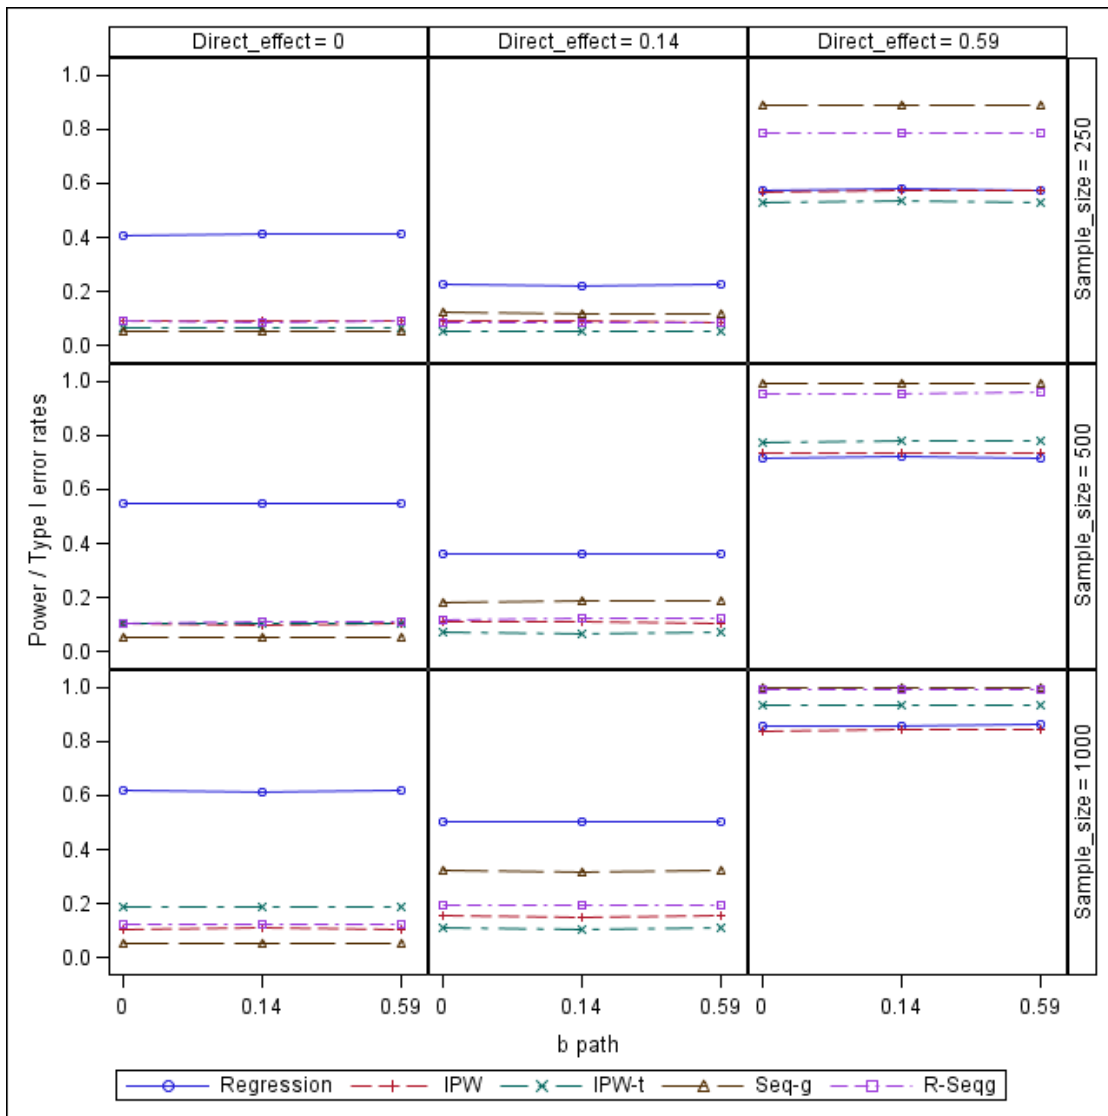 Direct_effect = 0
Direct_effect = 0.14
Direct_effect = 0.59
1.0
0.8
0.6
0.4
0.2
0.0
Sample_size = 250
1.0
0.8
0.6
0.4
0.2
0.0
Sample_size = 500
Power / Type I error rates
1.0
0.8
0.6
0.4
0.2
0.0
Sample_size = 1000
0
0.14
0.59
0
0.14
0.59
0
0.14
0.59
b path
Regression
IPW
IPW-t
Seq-g
R-Seqg